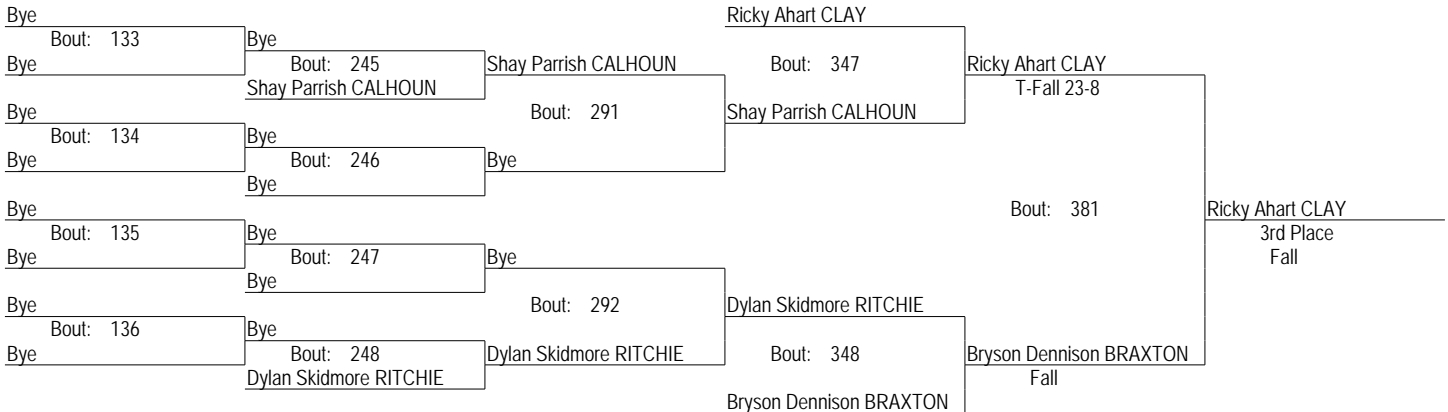 Bye
Bout: 133
Bye
Bye
Bout: 134
Bye
Bye
Bout: 135
Bye
Bye
Bout: 136
Bye
Bye
Bout: 245
Shay Parrish CALHOUN
Bye
Bout: 246
Bye
Bye
Bout: 247
Bye
Bye
Bout: 248
Dylan Skidmore RITCHIE
Shay Parrish CALHOUN
Bout: 291
Bye
Bye
Bout: 292
Dylan Skidmore RITCHIE
Ricky Ahart CLAY
Bout: 347
Shay Parrish CALHOUN
Dylan Skidmore RITCHIE
Bout: 348
Bryson Dennison BRAXTON
Ricky Ahart CLAY
T-Fall 23-8
Bout: 381
Bryson Dennison BRAXTON
Fall
Ricky Ahart CLAY
3rd Place
Fall